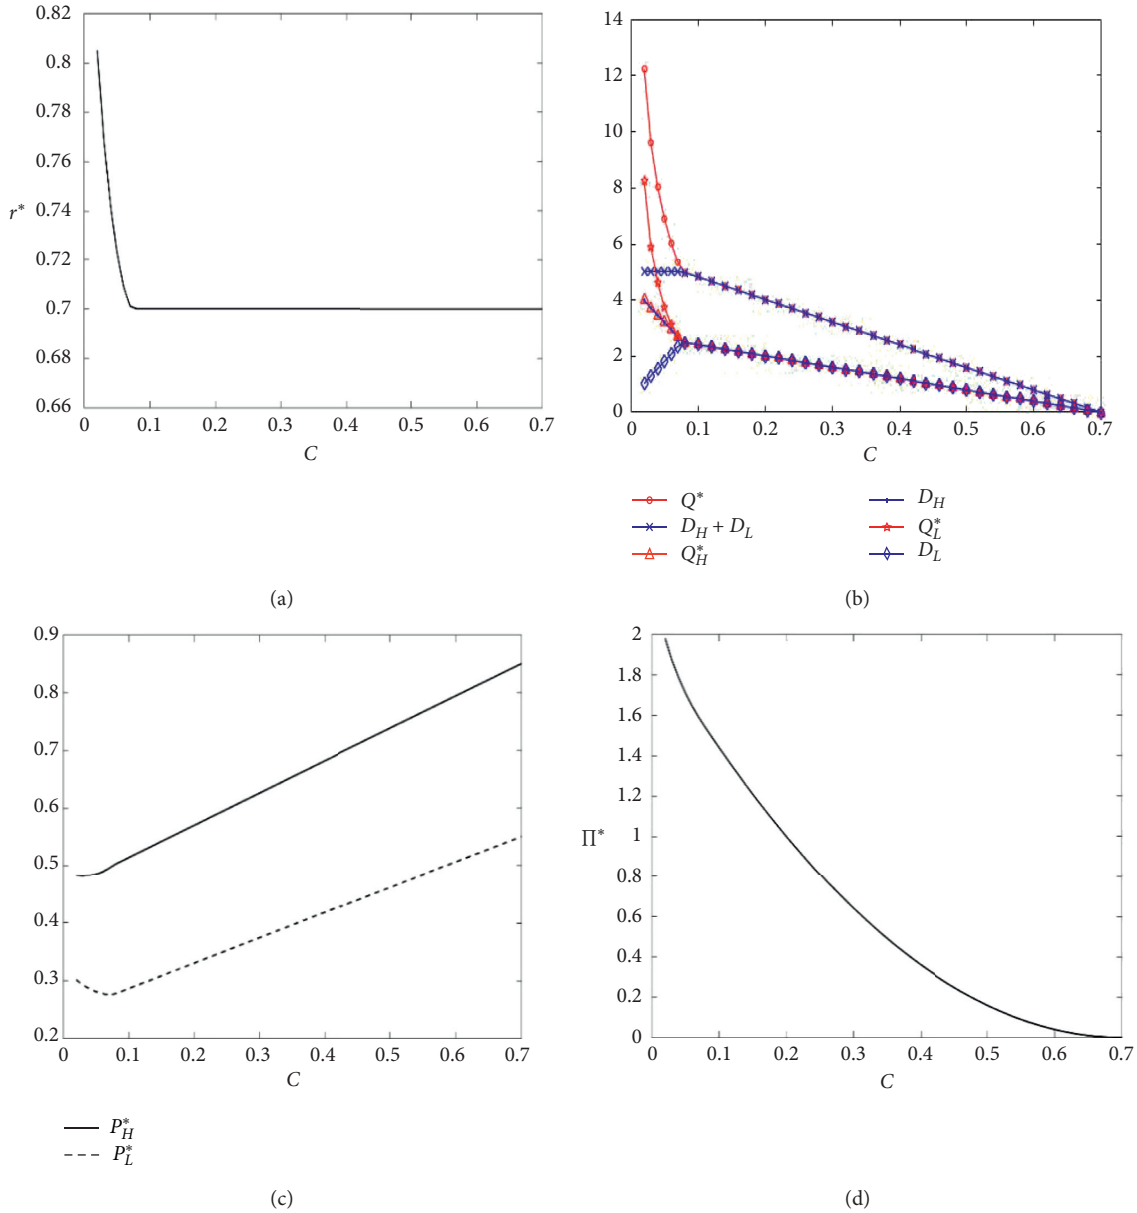 0.82
0.8
0.78
0.76
0.74
0.72
0.7
0.68
0.66
r*
0 0.1 0.2 0.3 0.4 0.5 0.6 0.7
C
(a)
14
12
10
8
6
4
2
0
0 0.1 0.2 0.3 0.4 0.5 0.6 0.7
C
Q*
D_H + D_L
Q*_H
D_H
Q*_L
D_L
(b)
0.9
0.8
0.7
0.6
0.5
0.4
0.3
0.2
0 0.1 0.2 0.3 0.4 0.5 0.6 0.7
C
P*_H
P*_L
(c)
2
1.8
1.6
1.4
1.2
1
0.8
0.6
0.4
0.2
0
Π*
0 0.1 0.2 0.3 0.4 0.5 0.6 0.7
C
(d)